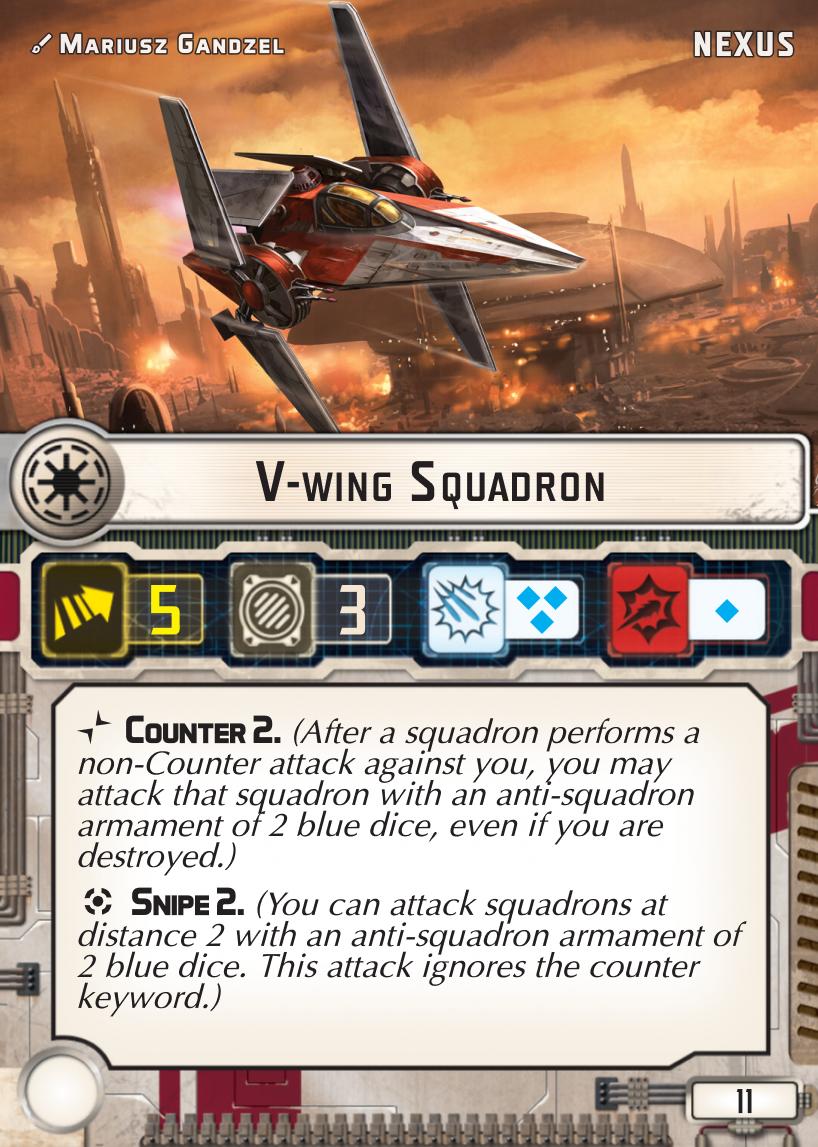 Mariusz Gandzel
NEXUS
V-wing Squadron
5
3
Counter 2. (After a squadron performs a
non-Counter attack against you, you may
attack that squadron with an anti-squadron
armament of 2 blue dice, even if you are
destroyed.)
Snipe 2. (You can attack squadrons at
distance 2 with an anti-squadron armament of
2 blue dice. This attack ignores the counter
keyword.)
11